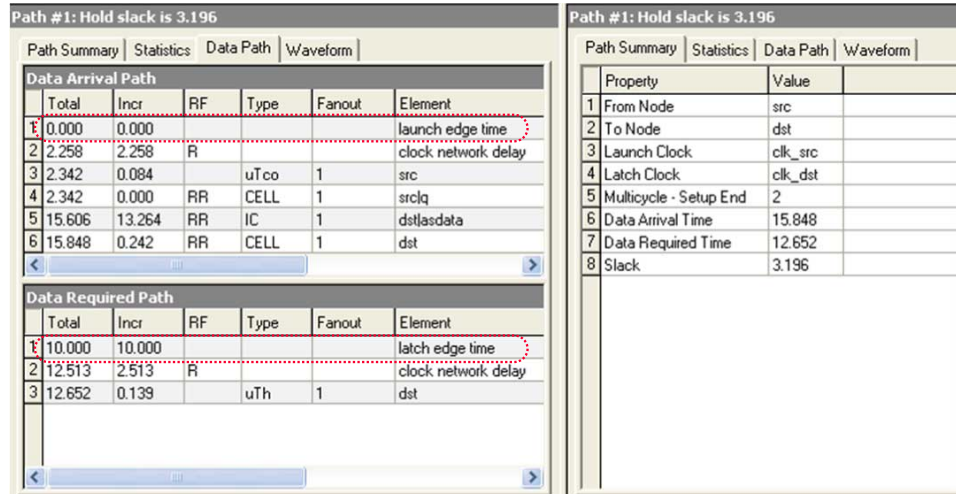 Path #1: Hold slack is 3.196
Path Summary Statistics Data Path Waveform
Data Arrival Path
Total Incr RF Type Fanout Element
1 0.000 0.000 launch edge time
2 2.258 2.258 R clock network delay
3 2.342 0.084 uTco 1 src
4 2.342 0.000 RR CELL 1 src|q
5 15.606 13.264 RR IC 1 dst|asdata
6 15.848 0.242 RR CELL 1 dst
Data Required Path
Total Incr RF Type Fanout Element
1 10.000 10.000 latch edge time
2 12.513 2.513 R clock network delay
3 12.652 0.139 uTh 1 dst
Path #1: Hold slack is 3.196
Path Summary Statistics Data Path Waveform
Property Value
1 From Node src
2 To Node dst
3 Launch Clock clk_src
4 Latch Clock clk_dst
5 Multicycle - Setup End 2
6 Data Arrival Time 15.848
7 Data Required Time 12.652
8 Slack 3.196